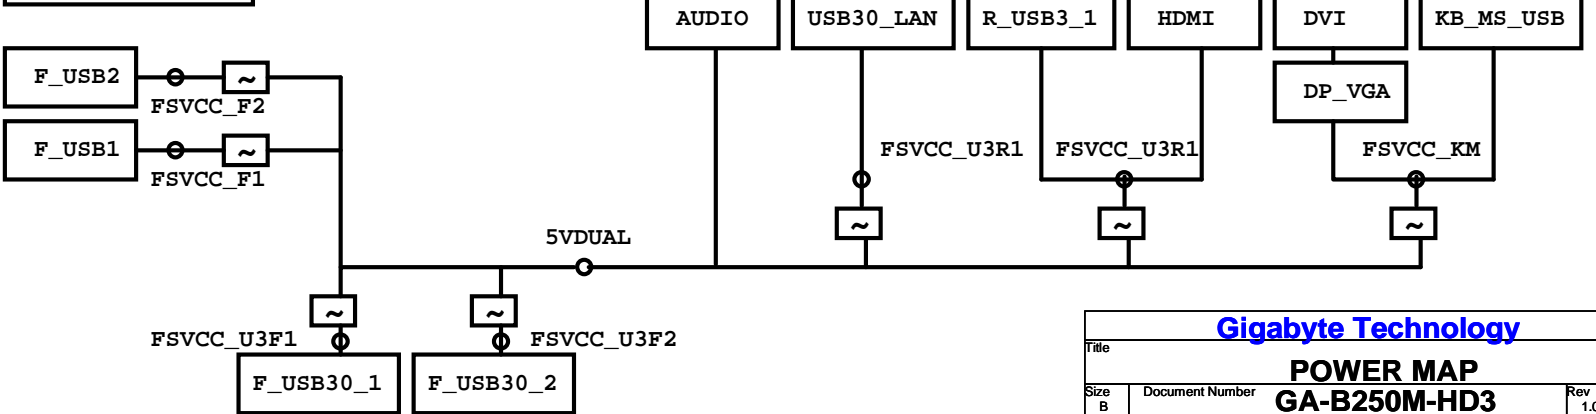 AUDIO USB30_LAN R_USB3_1 HDMI DVI KB_MS_USB
F_USB2
DP_VGA
FSVCC_F2
F_USB1
FSVCC_U3R1 FSVCC_U3R1 FSVCC_KM
FSVCC_F1
~
~
~
~
~
5VDUAL
~
~
FSVCC_U3F1 FSVCC_U3F2
F_USB30_1 F_USB30_2
Gigabyte Technology
Title
POWER MAP
Size Document Number Rev
B GA-B250M-HD3